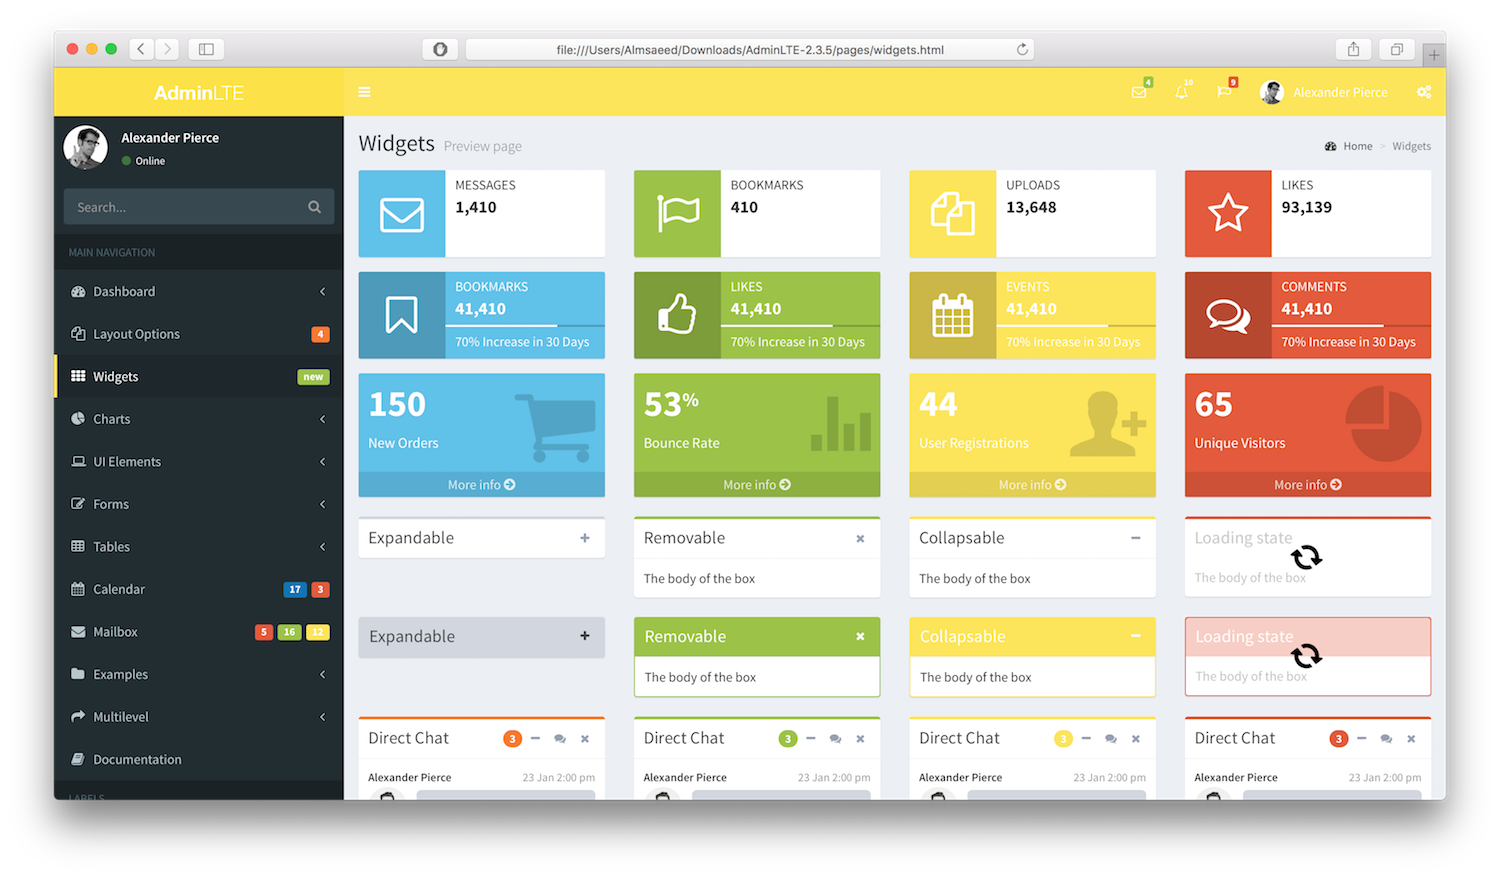 file:///Users/Almsaeed/Downloads/AdminLTE-2.3.5/pages/widgets.html
AdminLTE
4
10
9
Alexander Pierce
Alexander Pierce
Online
Search...
MAIN NAVIGATION
Dashboard
Layout Options 4
Widgets new
Charts
UI Elements
Forms
Tables
Calendar 17 3
Mailbox 5 16 12
Examples
Multilevel
Documentation
LABELS
Widgets Preview page
Home > Widgets
MESSAGES
1,410
BOOKMARKS
410
UPLOADS
13,648
LIKES
93,139
BOOKMARKS
41,410
70% Increase in 30 Days
LIKES
41,410
70% Increase in 30 Days
EVENTS
41,410
70% Increase in 30 Days
COMMENTS
41,410
70% Increase in 30 Days
150
New Orders
More info
53%
Bounce Rate
More info
44
User Registrations
More info
65
Unique Visitors
More info
Expandable
Removable
The body of the box
Collapsable
The body of the box
Loading state
The body of the box
Expandable
Removable
The body of the box
Collapsable
The body of the box
Loading state
The body of the box
Direct Chat 3
Alexander Pierce 23 Jan 2:00 pm
Direct Chat 3
Alexander Pierce 23 Jan 2:00 pm
Direct Chat 3
Alexander Pierce 23 Jan 2:00 pm
Direct Chat 3
Alexander Pierce 23 Jan 2:00 pm